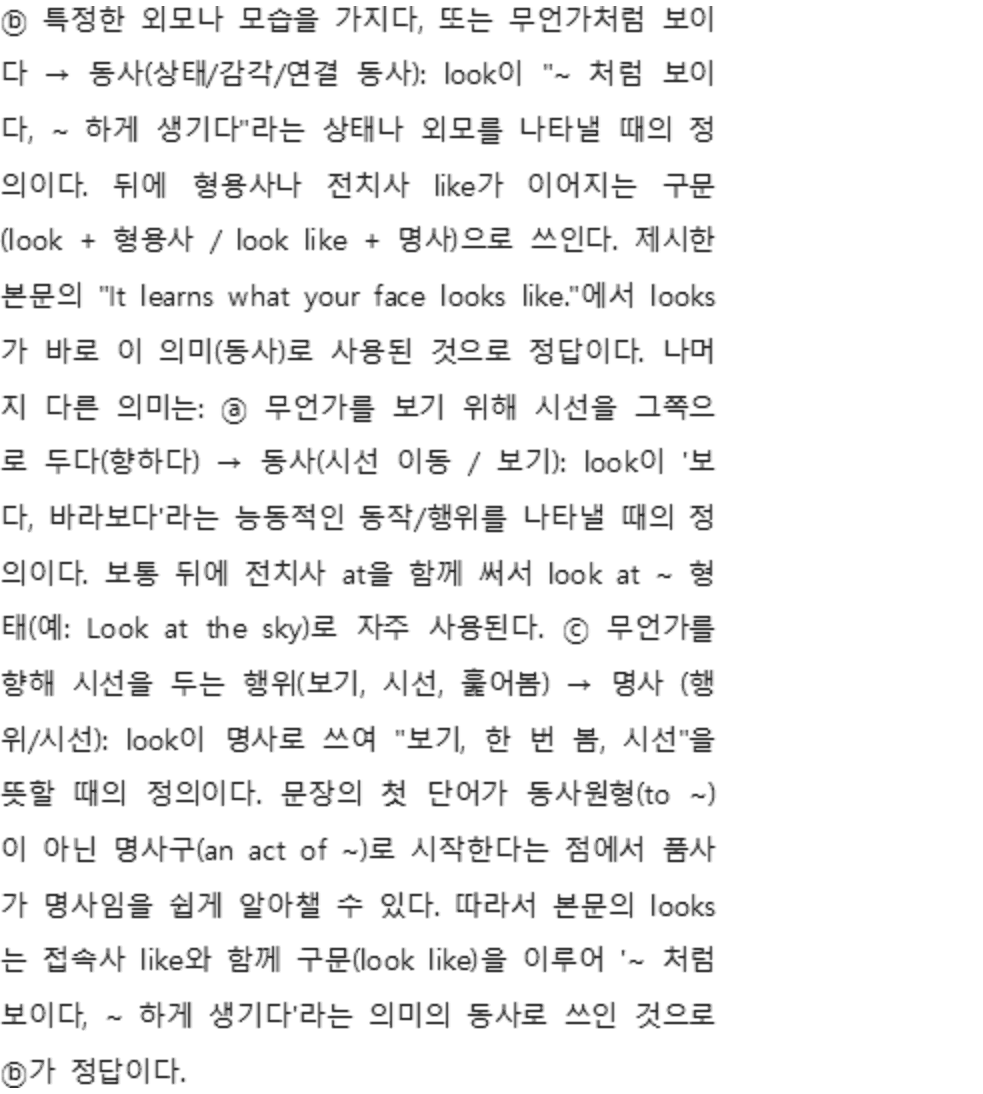 ⓑ 특정한 외모나 모습을 가지다, 또는 무언가처럼 보이
다 → 동사(상태/감각/연결 동사): look이 "~ 처럼 보이
다, ~ 하게 생기다"라는 상태나 외모를 나타낼 때의 정
의이다. 뒤에 형용사나 전치사 like가 이어지는 구문
(look + 형용사 / look like + 명사)으로 쓰인다. 제시한
본문의 "It learns what your face looks like."에서 looks
가 바로 이 의미(동사)로 사용된 것으로 정답이다. 나머
지 다른 의미는: ⓐ 무언가를 보기 위해 시선을 그쪽으
로 두다(향하다) → 동사(시선 이동 / 보기): look이 '보
다, 바라보다'라는 능동적인 동작/행위를 나타낼 때의 정
의이다. 보통 뒤에 전치사 at을 함께 써서 look at ~ 형
태(예: Look at the sky)로 자주 사용된다. ⓒ 무언가를
향해 시선을 두는 행위(보기, 시선, 훑어봄) → 명사 (행
위/시선): look이 명사로 쓰여 "보기, 한 번 봄, 시선"을
뜻할 때의 정의이다. 문장의 첫 단어가 동사원형(to ~)
이 아닌 명사구(an act of ~)로 시작한다는 점에서 품사
가 명사임을 쉽게 알아챌 수 있다. 따라서 본문의 looks
는 접속사 like와 함께 구문(look like)을 이루어 '~ 처럼
보이다, ~ 하게 생기다'라는 의미의 동사로 쓰인 것으로
ⓑ가 정답이다.